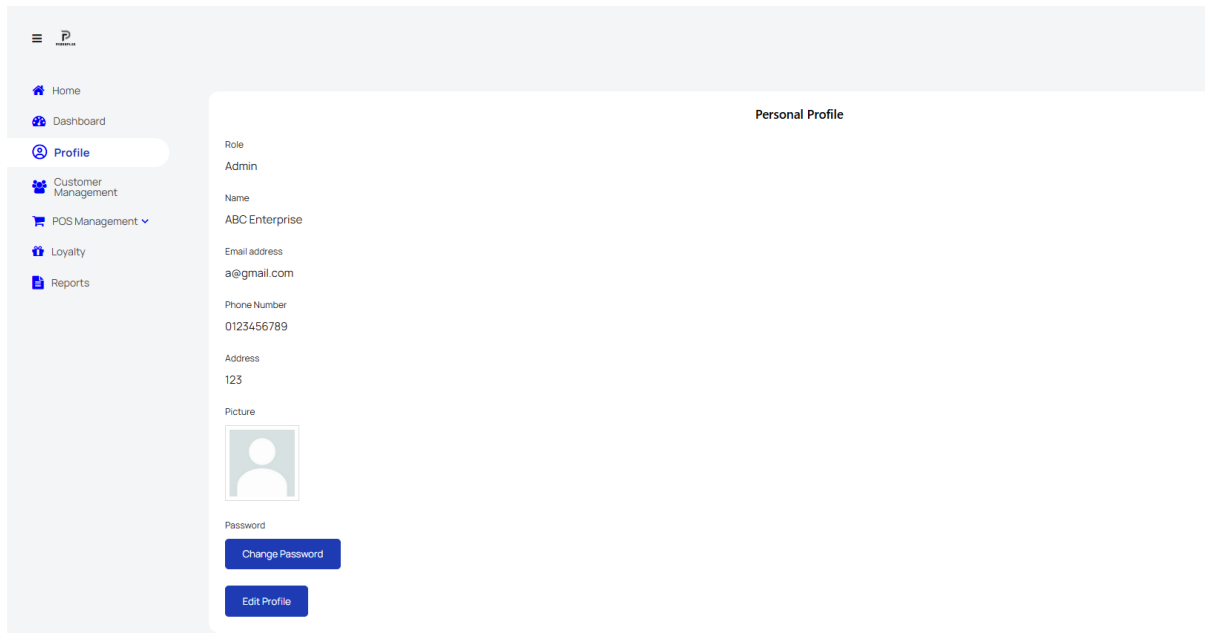 Home
Dashboard
Profile
Customer
Management
POS Management
Loyalty
Reports
Personal Profile
Role
Admin
Name
ABC Enterprise
Email address
a@gmail.com
Phone Number
0123456789
Address
123
Picture
Password
Change Password
Edit Profile